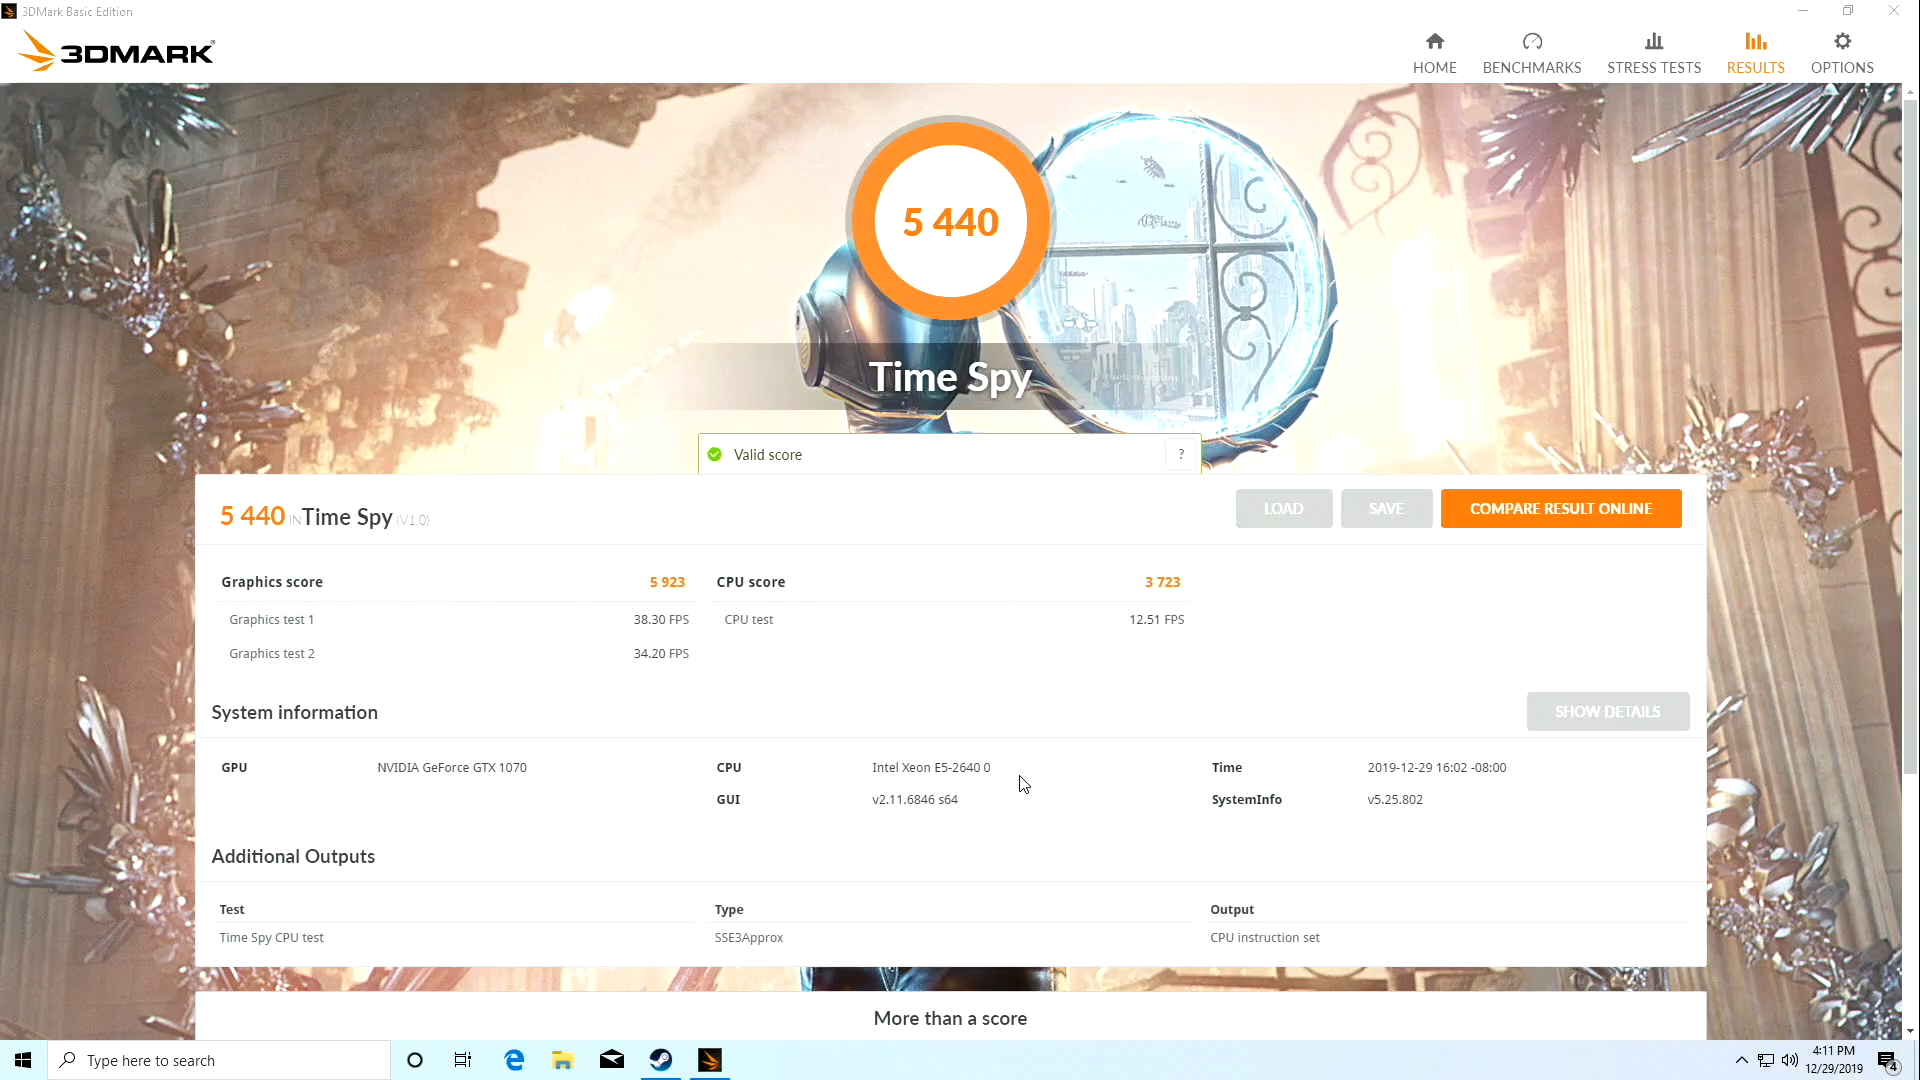 3DMark Basic Edition
3DMARK®
HOME BENCHMARKS STRESS TESTS RESULTS OPTIONS
5 440
Time Spy
Valid score ?
5 440 IN Time Spy (V1.0)
LOAD SAVE COMPARE RESULT ONLINE
Graphics score 5 923 CPU score 3 723
Graphics test 1 38.30 FPS CPU test 12.51 FPS
Graphics test 2 34.20 FPS
System information SHOW DETAILS
GPU NVIDIA GeForce GTX 1070 CPU Intel Xeon E5-2640 0 Time 2019-12-29 16:02 -08:00
GUI v2.11.6846 s64 SystemInfo v5.25.802
Additional Outputs
Test Type Output
Time Spy CPU test SSE3Approx CPU instruction set
More than a score
Type here to search
4:11 PM
12/29/2019
4